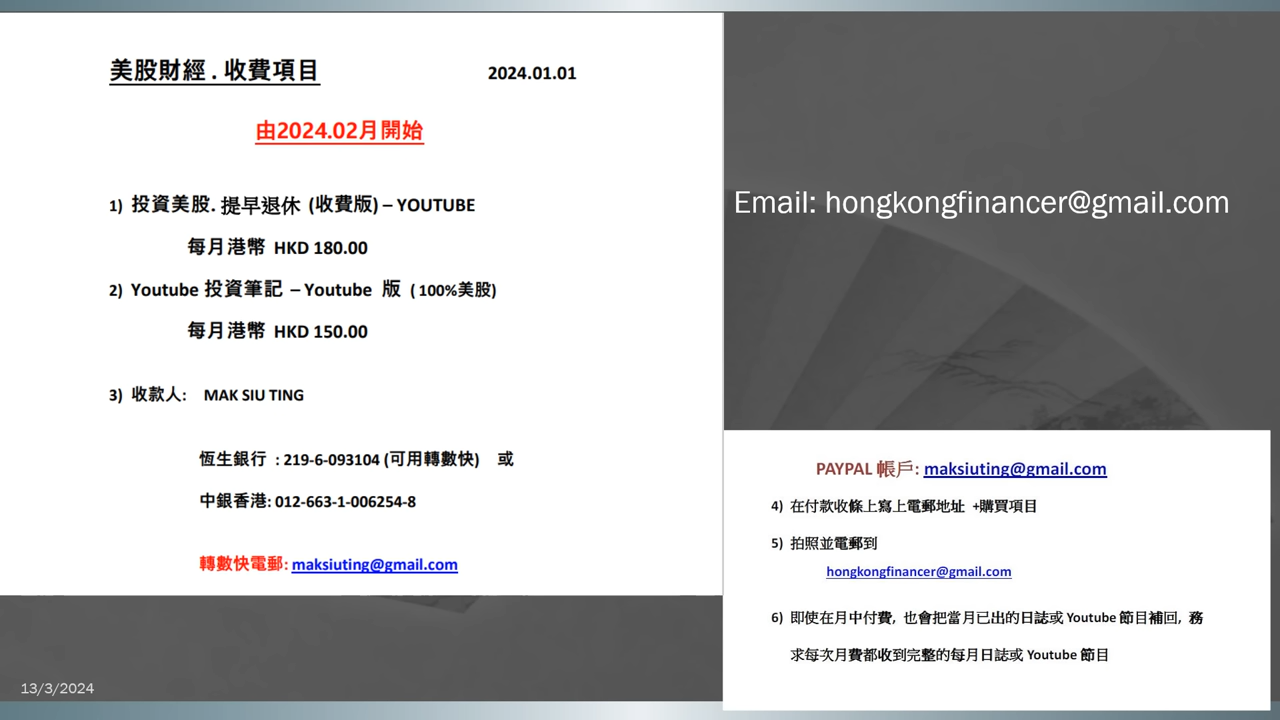 美股財經 . 收費項目 2024.01.01
由2024.02月開始
1) 投資美股. 提早退休 (收費版) – YOUTUBE
每月港幣 HKD 180.00
2) Youtube 投資筆記 – Youtube 版 ( 100%美股)
每月港幣 HKD 150.00
3) 收款人: MAK SIU TING
恆生銀行 : 219-6-093104 (可用轉數快) 或
中銀香港: 012-663-1-006254-8
轉數快電郵: maksiuting@gmail.com
13/3/2024
Email: hongkongfinancer@gmail.com
PAYPAL 帳戶: maksiuting@gmail.com
4) 在付款收條上寫上電郵地址 +購買項目
5) 拍照並電郵到
hongkongfinancer@gmail.com
6) 即使在月中付費, 也會把當月已出的日誌或 Youtube 節目補回, 務
求每次月費都收到完整的每月日誌或 Youtube 節目